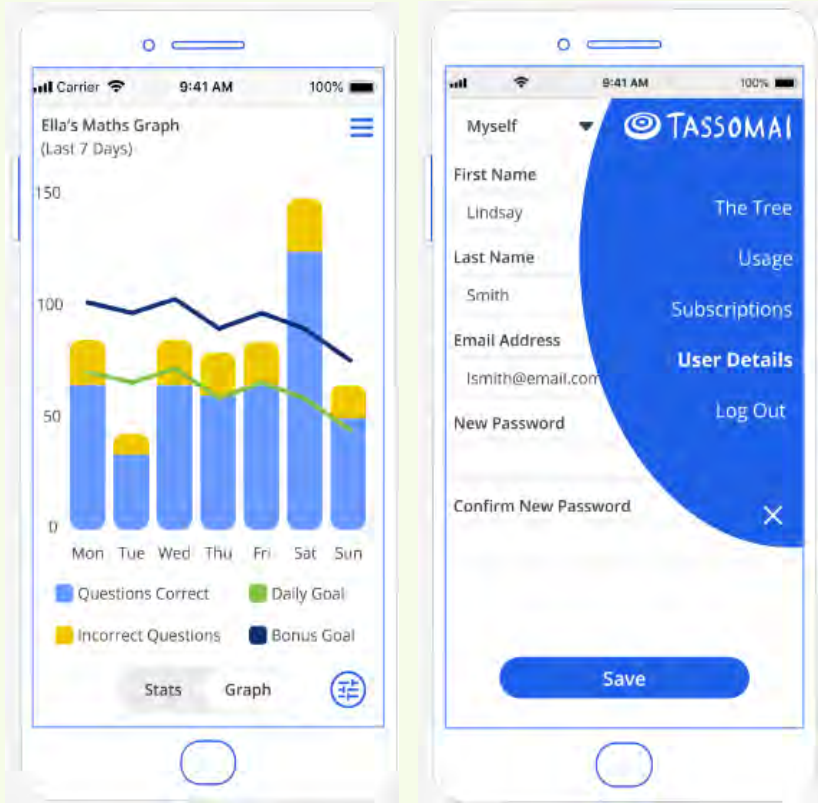 Carrier 9:41 AM 100%
Ella's Maths Graph
(Last 7 Days)
150
100
50
0
Mon Tue Wed Thu Fri Sat Sun
Questions Correct Daily Goal
Incorrect Questions Bonus Goal
Stats Graph
9:41 AM 100%
Myself
TASSOMAI
First Name
Lindsay
The Tree
Last Name
Usage
Smith
Subscriptions
Email Address
User Details
lsmith@email.com
New Password
Log Out
Confirm New Password
Save